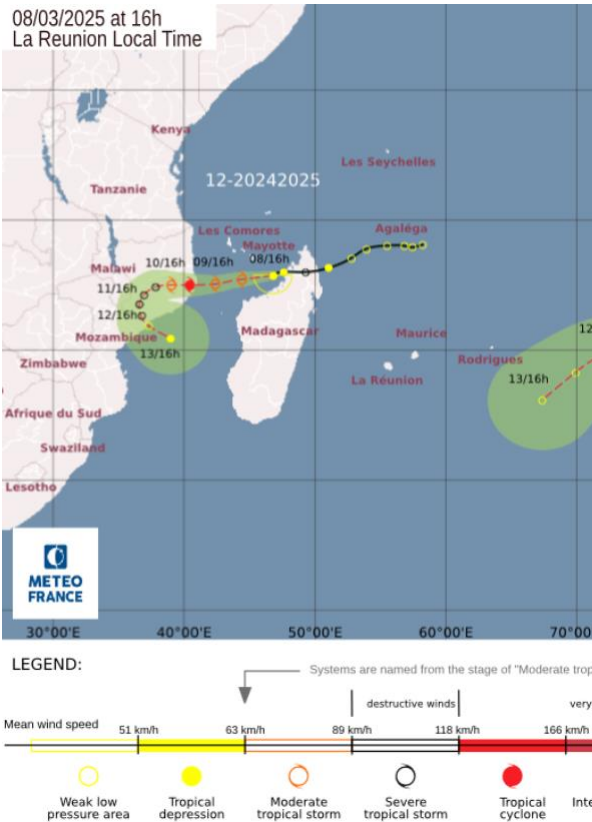 08/03/2025 at 16h
La Reunion Local Time
Kenya
Les Seychelles
12-20242025
Tanzanie
Les Comores
Agaléga
Mayotte
10/16h
09/16h
08/16h
Malawi
11/16h
12/16h
Mozambique
Madagascar
Maurice
12
13/16h
Rodrigues
Zimbabwe
La Réunion
13/16h
Afrique du Sud
Swaziland
Lesotho
METEO
FRANCE
30°00'E
40°00'E
50°00'E
60°00'E
70°00'
LEGEND:
Systems are named from the stage of "Moderate trop
destructive winds
very
Mean wind speed
51 km/h
63 km/h
89 km/h
118 km/h
166 km/h
Weak low
pressure area
Tropical
depression
Moderate
tropical storm
Severe
tropical storm
Tropical
cyclone
Inte